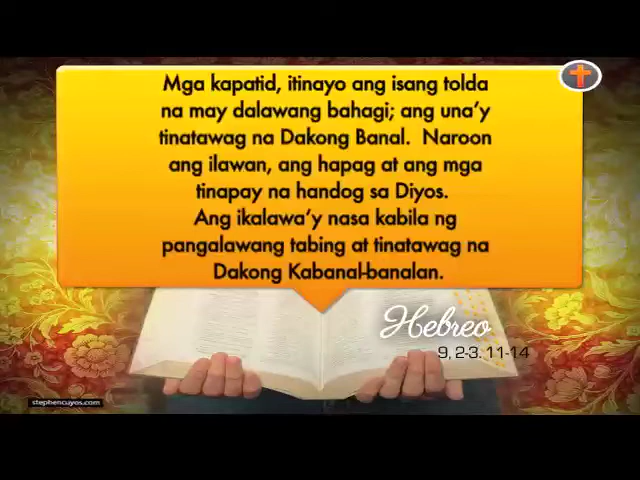 Mga kapatid, itinayo ang isang tolda
na may dalawang bahagi; ang una'y
tinatawag na Dakong Banal. Naroon
ang ilawan, ang hapag at ang mga
tinapay na handog sa Diyos.
Ang ikalawa'y nasa kabila ng
pangalawang tabing at tinatawag na
Dakong Kabanal-banalan.
Hebreo
9, 2-3. 11-14
stephencuyos.com